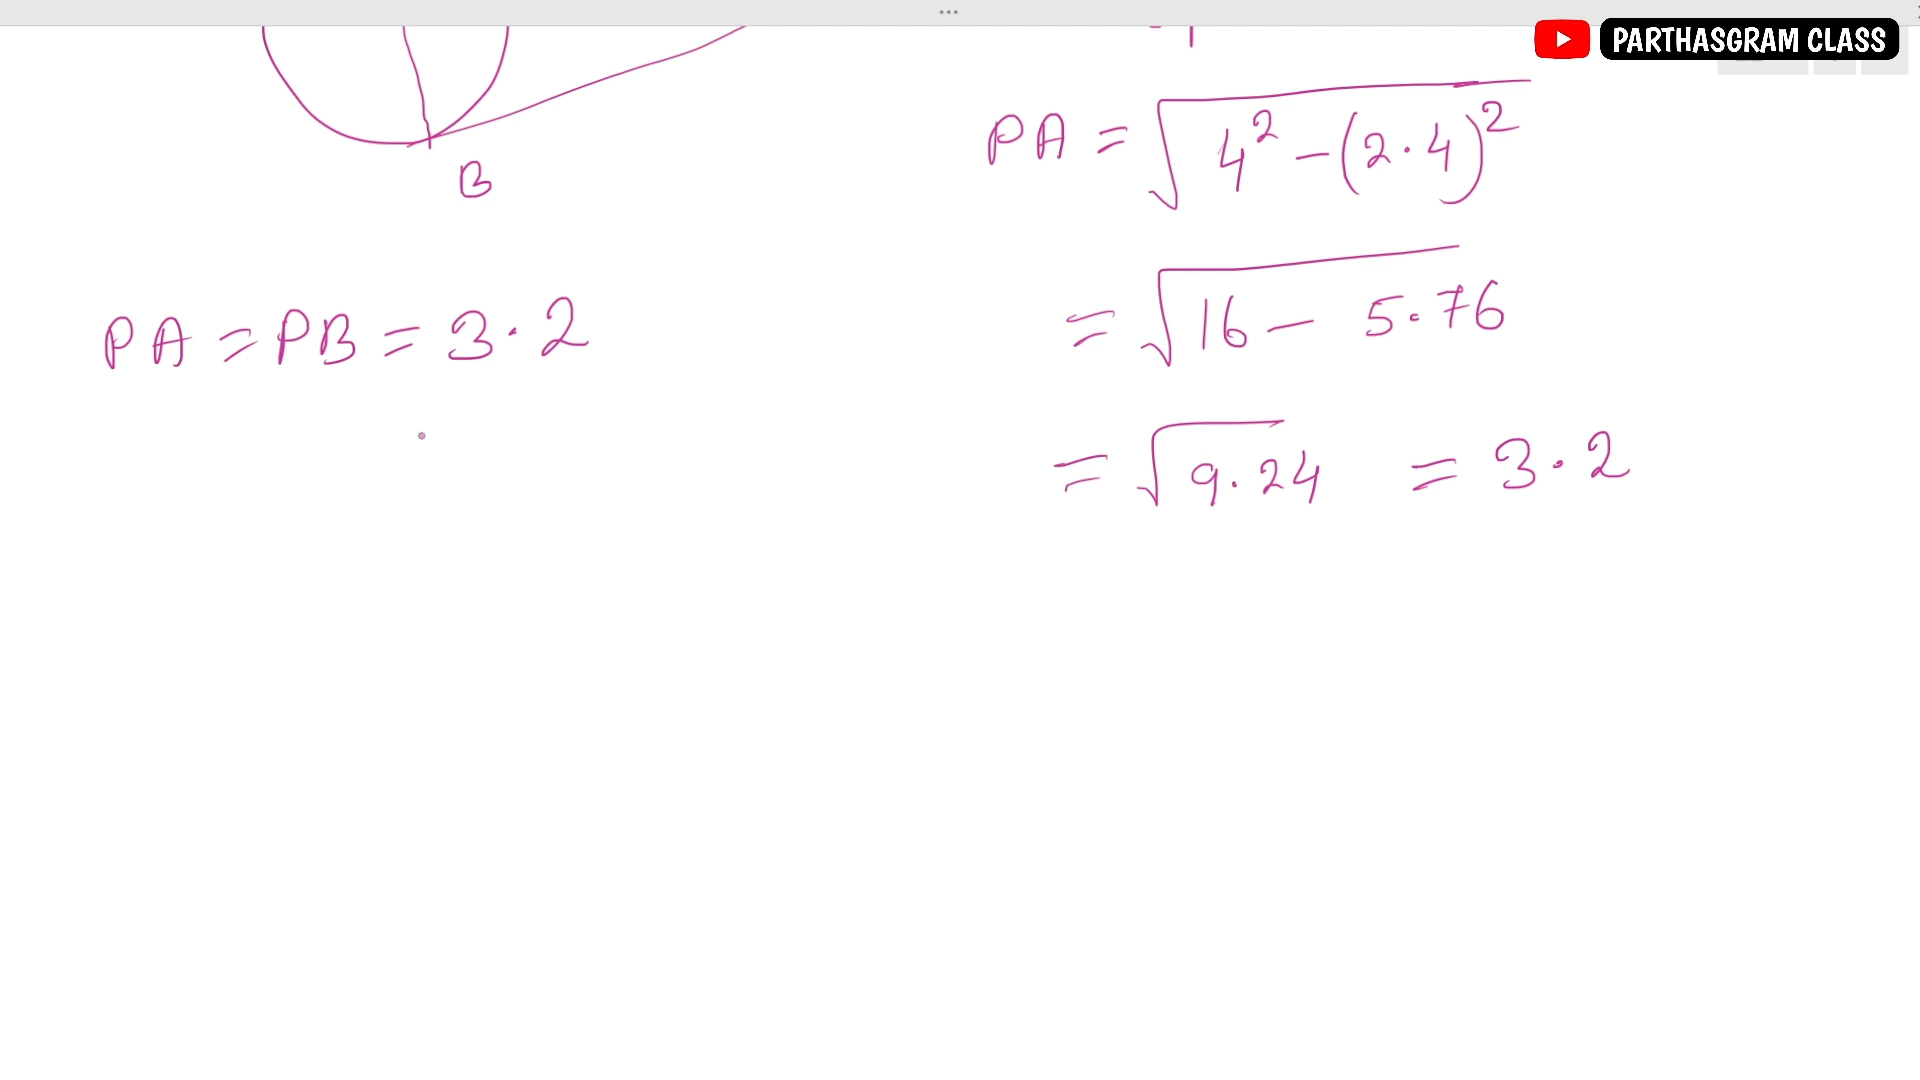 PARTHASGRAM CLASS
B
PA = √4² - (2.4)²
= √16 - 5.76
PA = PB = 3.2
= √9.24 = 3.2